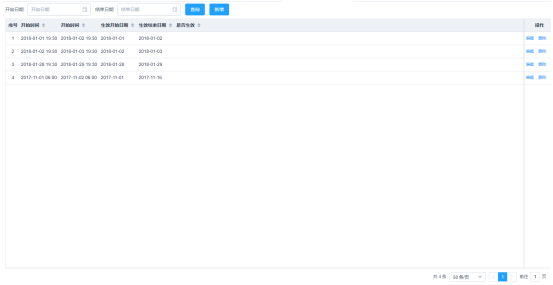 开始日期 开始日期 结束日期 结束日期 查询 新增
序号 开始时间 开始时间 生效开始日期 生效结束日期 是否生效 操作
1 2018-01-01 19:30 2018-01-02 19:30 2018-01-01 2018-01-02 编辑 删除
2 2018-01-02 19:30 2018-01-03 19:30 2018-01-02 2018-01-03 编辑 删除
3 2018-01-28 19:30 2018-01-29 19:30 2018-01-28 2018-01-29 编辑 删除
4 2017-11-01 06:00 2017-11-02 06:00 2017-11-01 2017-11-16 编辑 删除
共 4 条 50 条/页 1 前往 1 页